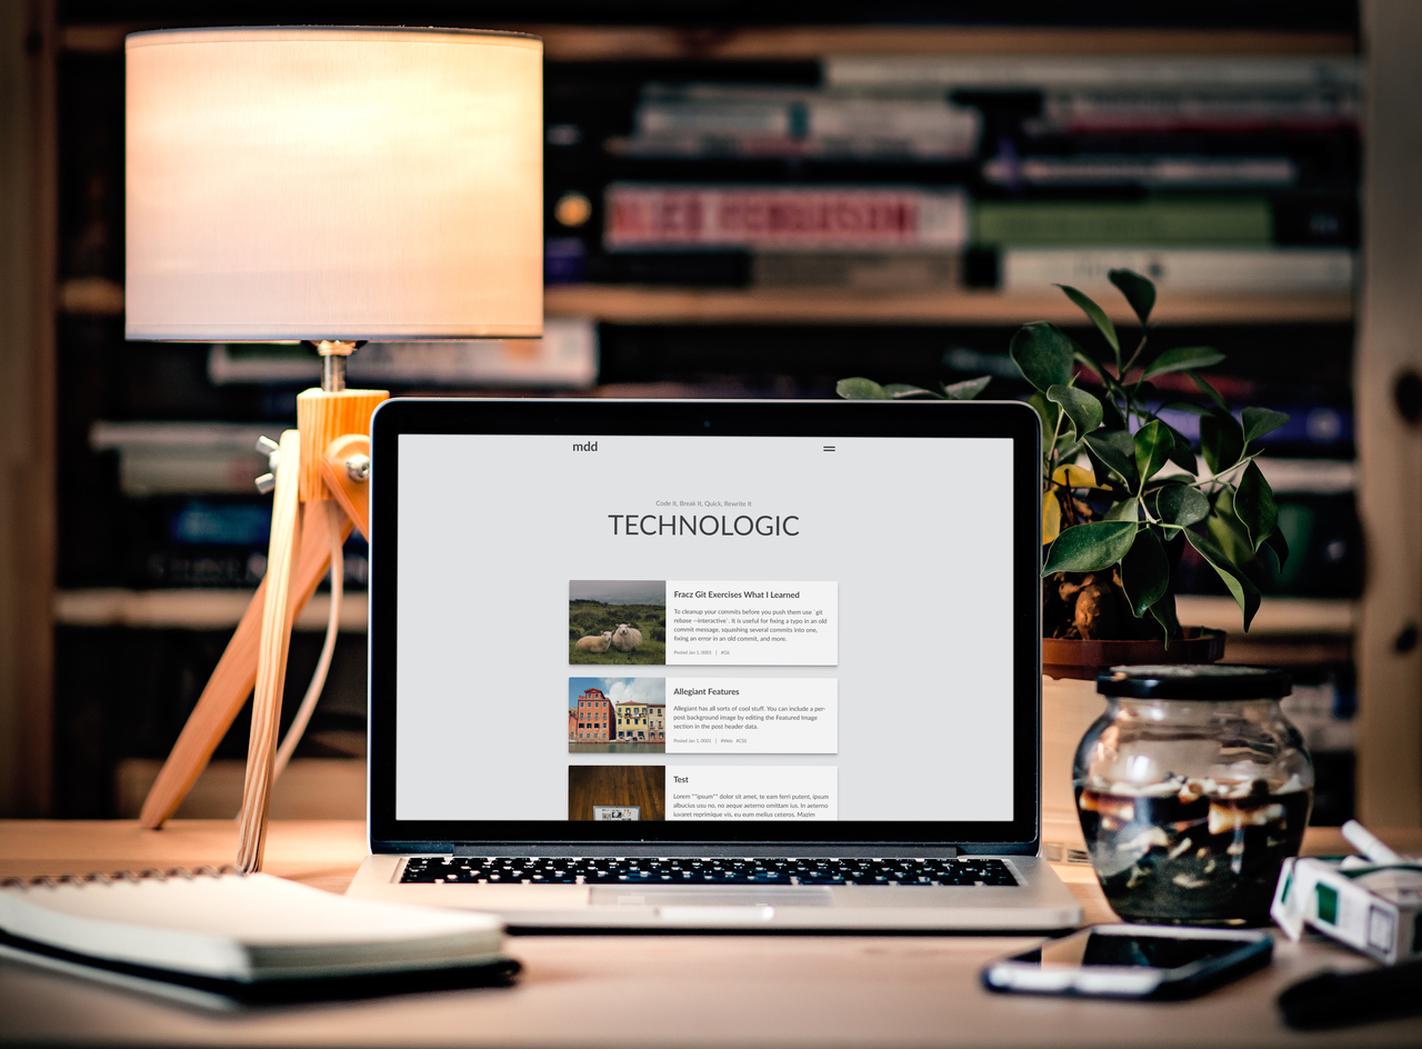 ALEX FERGUSON
mdd
Code It, Break It, Quick, Rewrite It
TECHNOLOGIC
Fracz Git Exercises What I Learned
To cleanup your commits before you push them use `git
rebase --interactive`. It is useful for fixing a typo in an old
commit message, squashing several commits into one,
fixing an error in an old commit, and more.
Posted Jan 1, 0001 | #Git
Allegiant Features
Allegiant has all sorts of cool stuff. You can include a per-
post background image by editing the Featured Image
section in the post header data.
Posted Jan 1, 0001 | #Web #CSS
Test
Lorem ""ipsum"" dolor sit amet, te eam ferri putent, ipsum
albucius usu no, no aeque aeterno omittam ius. In aeterno
iuvaret reprimique vis, eu eum melius ceteros. Mazim